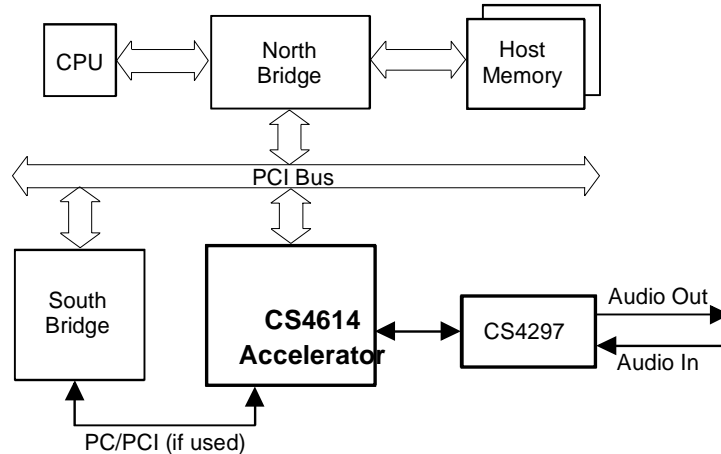 CPU
North
Bridge
Host
Memory
PCI Bus
South
Bridge
CS4614
Accelerator
CS4297
Audio Out
Audio In
PC/PCI (if used)